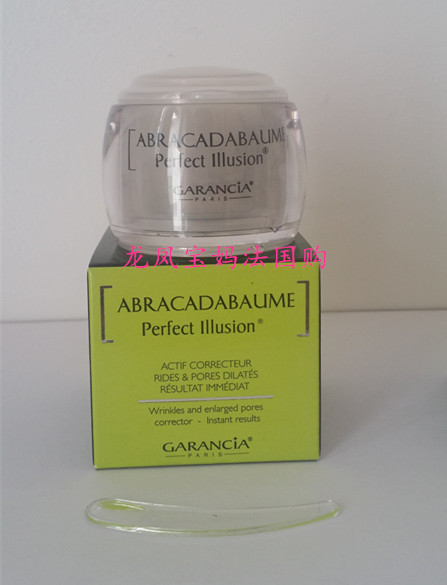 ABRACADABAUME
Perfect Illusion®
GARANCIA®
PARIS
龙凤宝妈法国购
ABRACADABAUME
Perfect Illusion®
ACTIF CORRECTEUR
RIDES & PORES DILATÉS
RÉSULTAT IMMÉDIAT
Wrinkles and enlarged pores
corrector - Instant results
GARANCIA®
PARIS